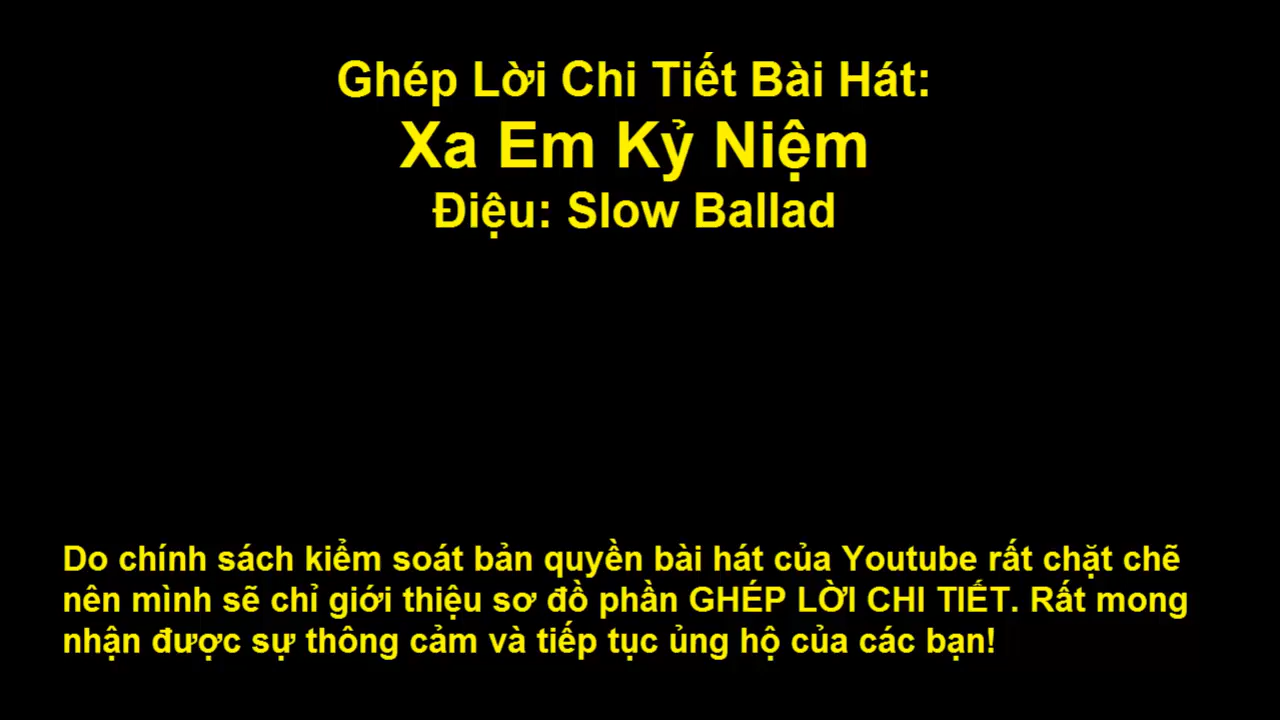 Ghép Lời Chi Tiết Bài Hát:
Xa Em Kỷ Niệm
Điệu: Slow Ballad
Do chính sách kiểm soát bản quyền bài hát của Youtube rất chặt chẽ
nên mình sẽ chỉ giới thiệu sơ đồ phần GHÉP LỜI CHI TIẾT. Rất mong
nhận được sự thông cảm và tiếp tục ủng hộ của các bạn!